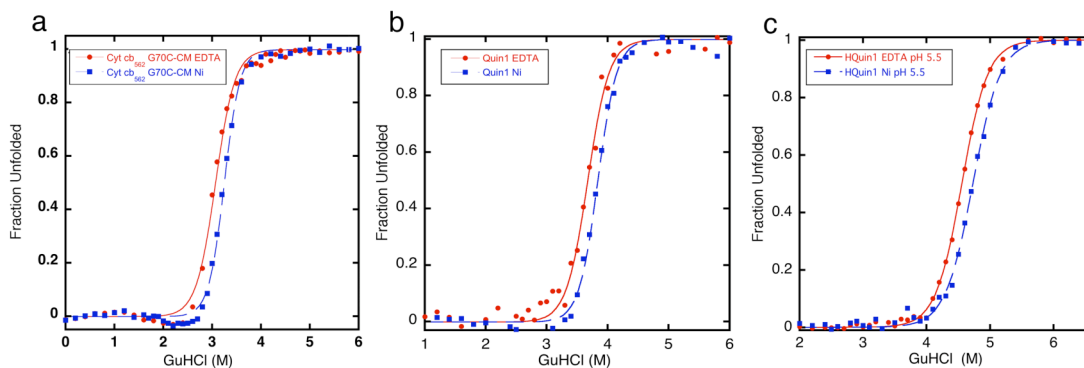 a
Fraction Unfolded
1
0.8
0.6
0.4
0.2
0
Cyt cb562 G70C-CM EDTA
Cyt cb562 G70C-CM Ni
0 1 2 3 4 5 6
GuHCl (M)
b
Fraction Unfolded
1
0.8
0.6
0.4
0.2
0
Quin1 EDTA
Quin1 Ni
1 2 3 4 5 6
GuHCl (M)
c
Fraction Unfolded
1
0.8
0.6
0.4
0.2
0
HQuin1 EDTA pH 5.5
HQuin1 Ni pH 5.5
2 3 4 5 6
GuHCl (M)